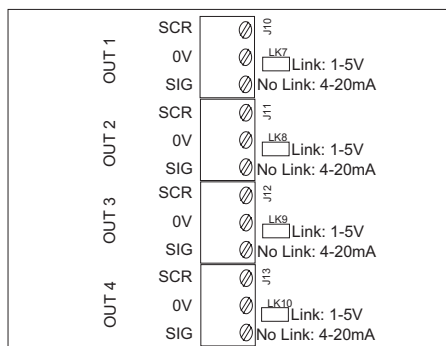 OUT 1
SCR
J10
0V
LK7
Link: 1-5V
SIG
No Link: 4-20mA
OUT 2
SCR
J11
0V
LK8
Link: 1-5V
SIG
No Link: 4-20mA
OUT 3
SCR
J12
0V
LK9
Link: 1-5V
SIG
No Link: 4-20mA
OUT 4
SCR
J13
0V
LK10
Link: 1-5V
SIG
No Link: 4-20mA